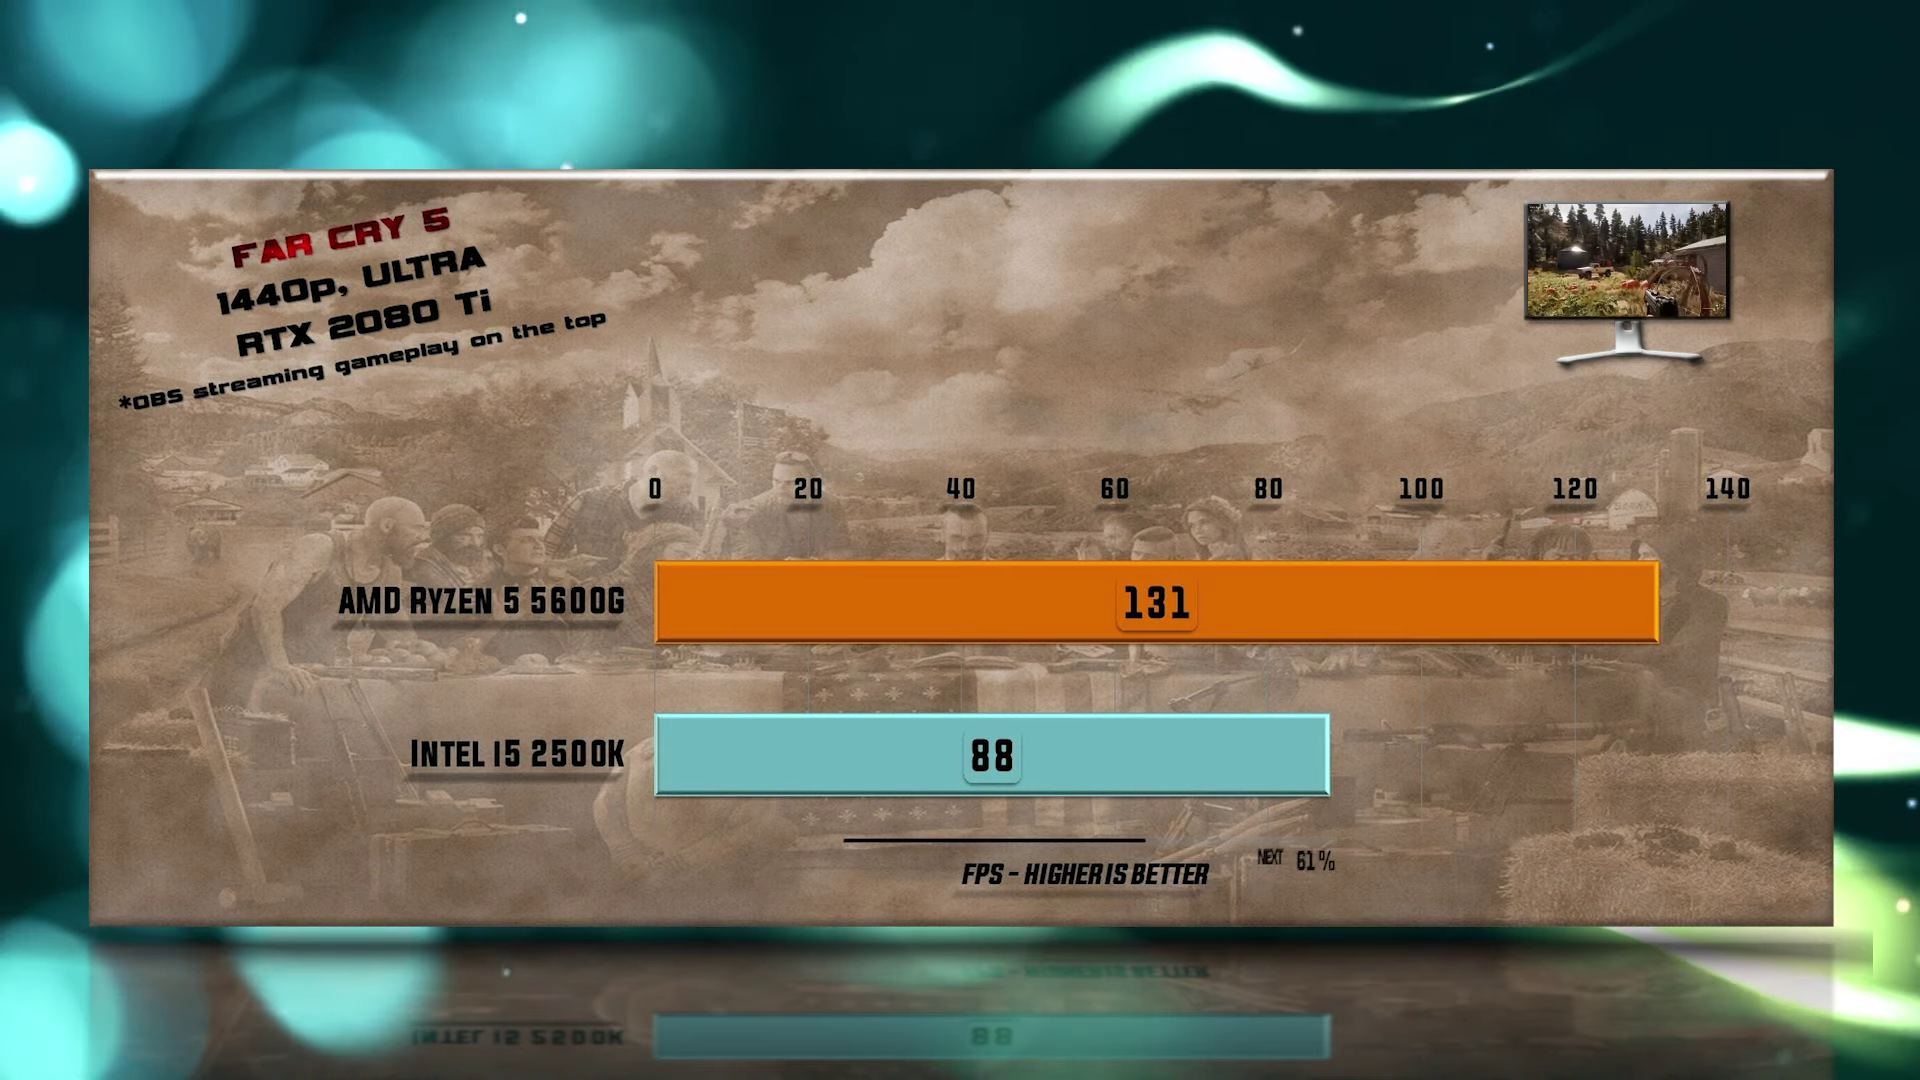 FAR CRY 5
1440p, ULTRA
RTX 2080 Ti
*OBS streaming gameplay on the top
0 20 40 60 80 100 120 140
AMD RYZEN 5 5600G 131
INTEL I5 2500K 88
FPS - HIGHER IS BETTER
NEXT 61%